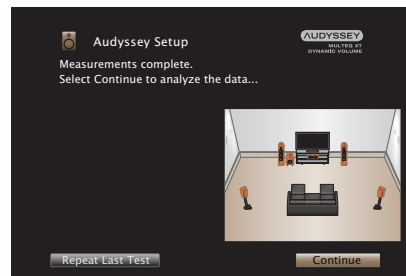 Audyssey Setup
AUDYSSEY
MULTEQ XT
DYNAMIC VOLUME
Measurements complete.
Select Continue to analyze the data...
Repeat Last Test
Continue